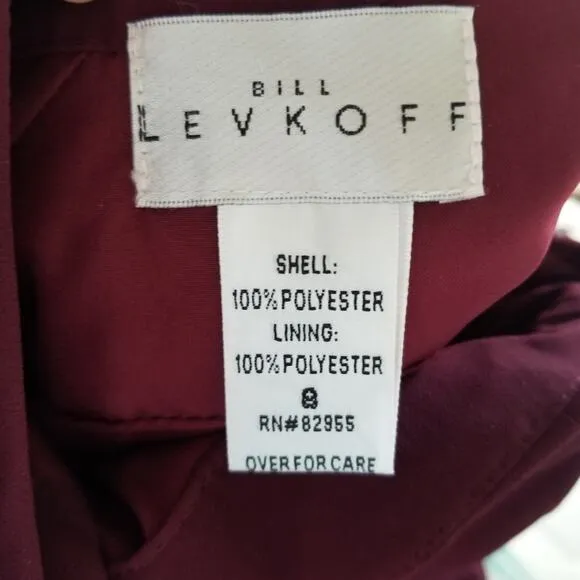 BILL
LEVKOFF
SHELL:
100% POLYESTER
LINING:
100% POLYESTER
8
RN#82955
OVER FOR CARE